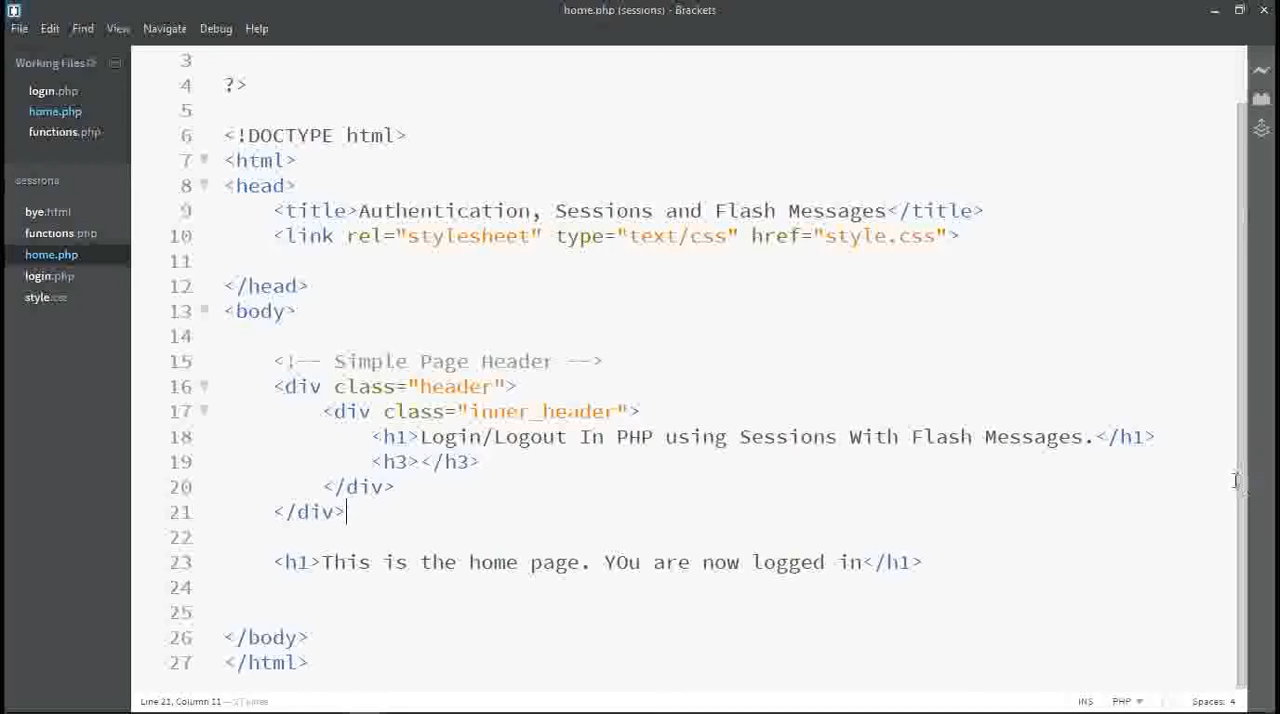 home.php (sessions) - Brackets
File Edit Find View Navigate Debug Help
Working Files
login.php
home.php
functions.php
sessions
bye.html
functions.php
home.php
login.php
style.css
3
4 ?>
5
6 <!DOCTYPE html>
7 <html>
8 <head>
9 <title>Authentication, Sessions and Flash Messages</title>
10 <link rel="stylesheet" type="text/css" href="style.css">
11
12 </head>
13 <body>
14
15 <!-- Simple Page Header -->
16 <div class="header">
17 <div class="inner_header">
18 <h1>Login/Logout In PHP using Sessions With Flash Messages.</h1>
19 <h3></h3>
20 </div>
21 </div>
22
23 <h1>This is the home page. YOu are now logged in</h1>
24
25
26 </body>
27 </html>
Line 21, Column 11 — 27 Lines
INS PHP Spaces: 4